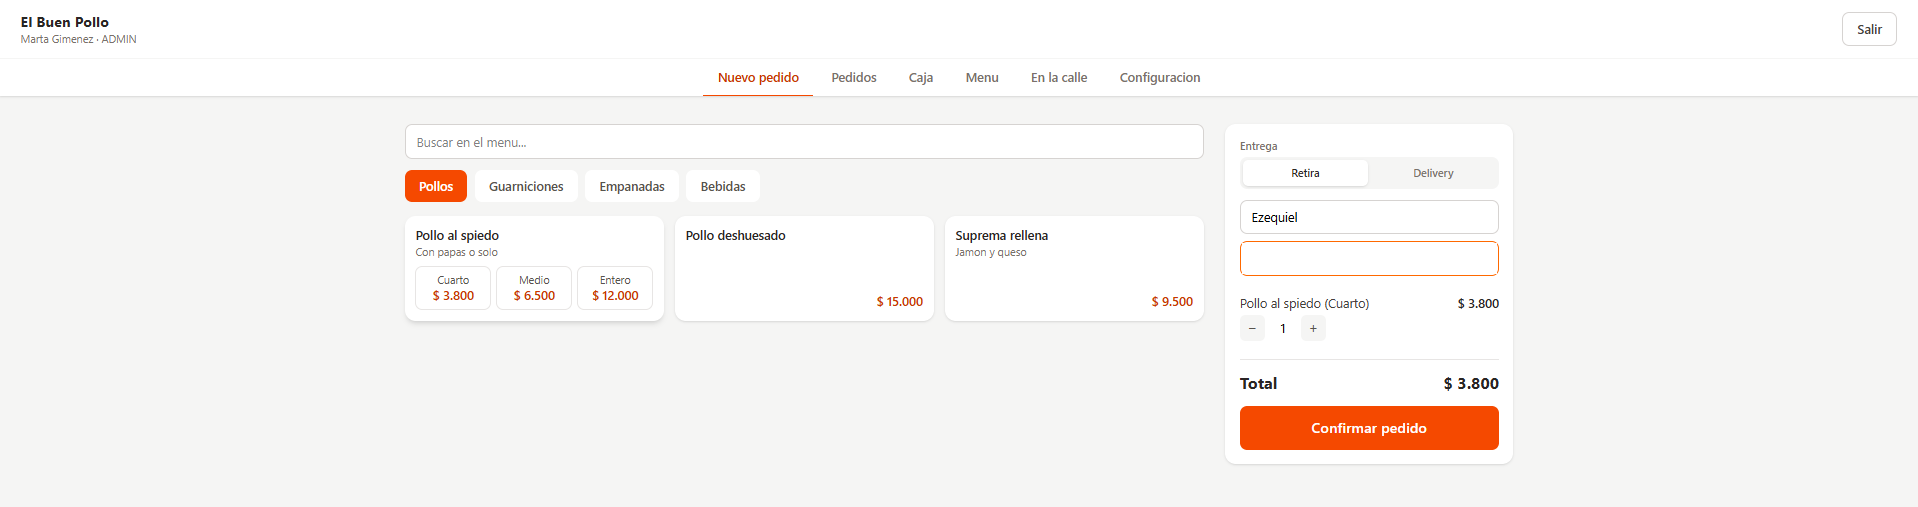 El Buen Pollo
Marta Gimenez · ADMIN
Salir
Nuevo pedido
Pedidos
Caja
Menu
En la calle
Configuracion
Buscar en el menu...
Pollos
Guarniciones
Empanadas
Bebidas
Pollo al spiedo
Con papas o solo
Cuarto
$ 3.800
Medio
$ 6.500
Entero
$ 12.000
Pollo deshuesado
$ 15.000
Suprema rellena
Jamon y queso
$ 9.500
Entrega
Retira
Delivery
Ezequiel
Pollo al spiedo (Cuarto) $ 3.800
− 1 +
Total $ 3.800
Confirmar pedido